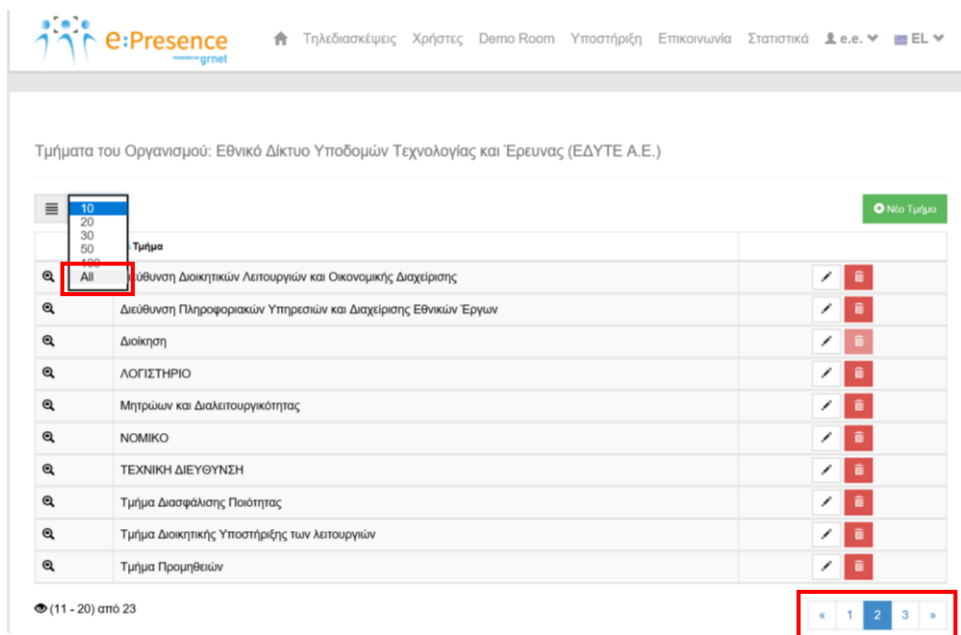 e:Presence
POWERED BY grnet
Τηλεδιασκέψεις Χρήστες Demo Room Υποστήριξη Επικοινωνία Στατιστικά e.e. EL
Τμήματα του Οργανισμού: Εθνικό Δίκτυο Υποδομών Τεχνολογίας και Έρευνας (ΕΔΥΤΕ Α.Ε.)
10
20
30
50
100
All
Νέο Τμήμα
Τμήμα
Διεύθυνση Διοικητικών Λειτουργιών και Οικονομικής Διαχείρισης
Διεύθυνση Πληροφοριακών Υπηρεσιών και Διαχείρισης Εθνικών Έργων
Διοίκηση
ΛΟΓΙΣΤΗΡΙΟ
Μητρώων και Διαλειτουργικότητας
ΝΟΜΙΚΟ
ΤΕΧΝΙΚΗ ΔΙΕΥΘΥΝΣΗ
Τμήμα Διασφάλισης Ποιότητας
Τμήμα Διοικητικής Υποστήριξης των λειτουργιών
Τμήμα Προμηθειών
(11 - 20) από 23
« 1 2 3 »